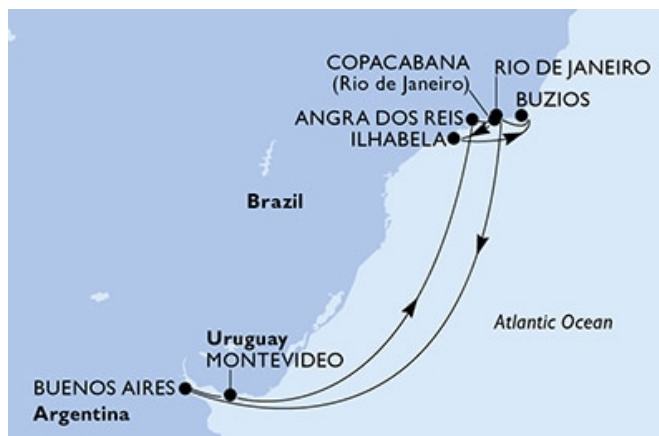 COPACABANA
(Rio de Janeiro)
RIO DE JANEIRO
BUZIOS
ANGRA DOS REIS
ILHABELA
Brazil
Atlantic Ocean
Uruguay
MONTEVIDEO
BUENOS AIRES
Argentina